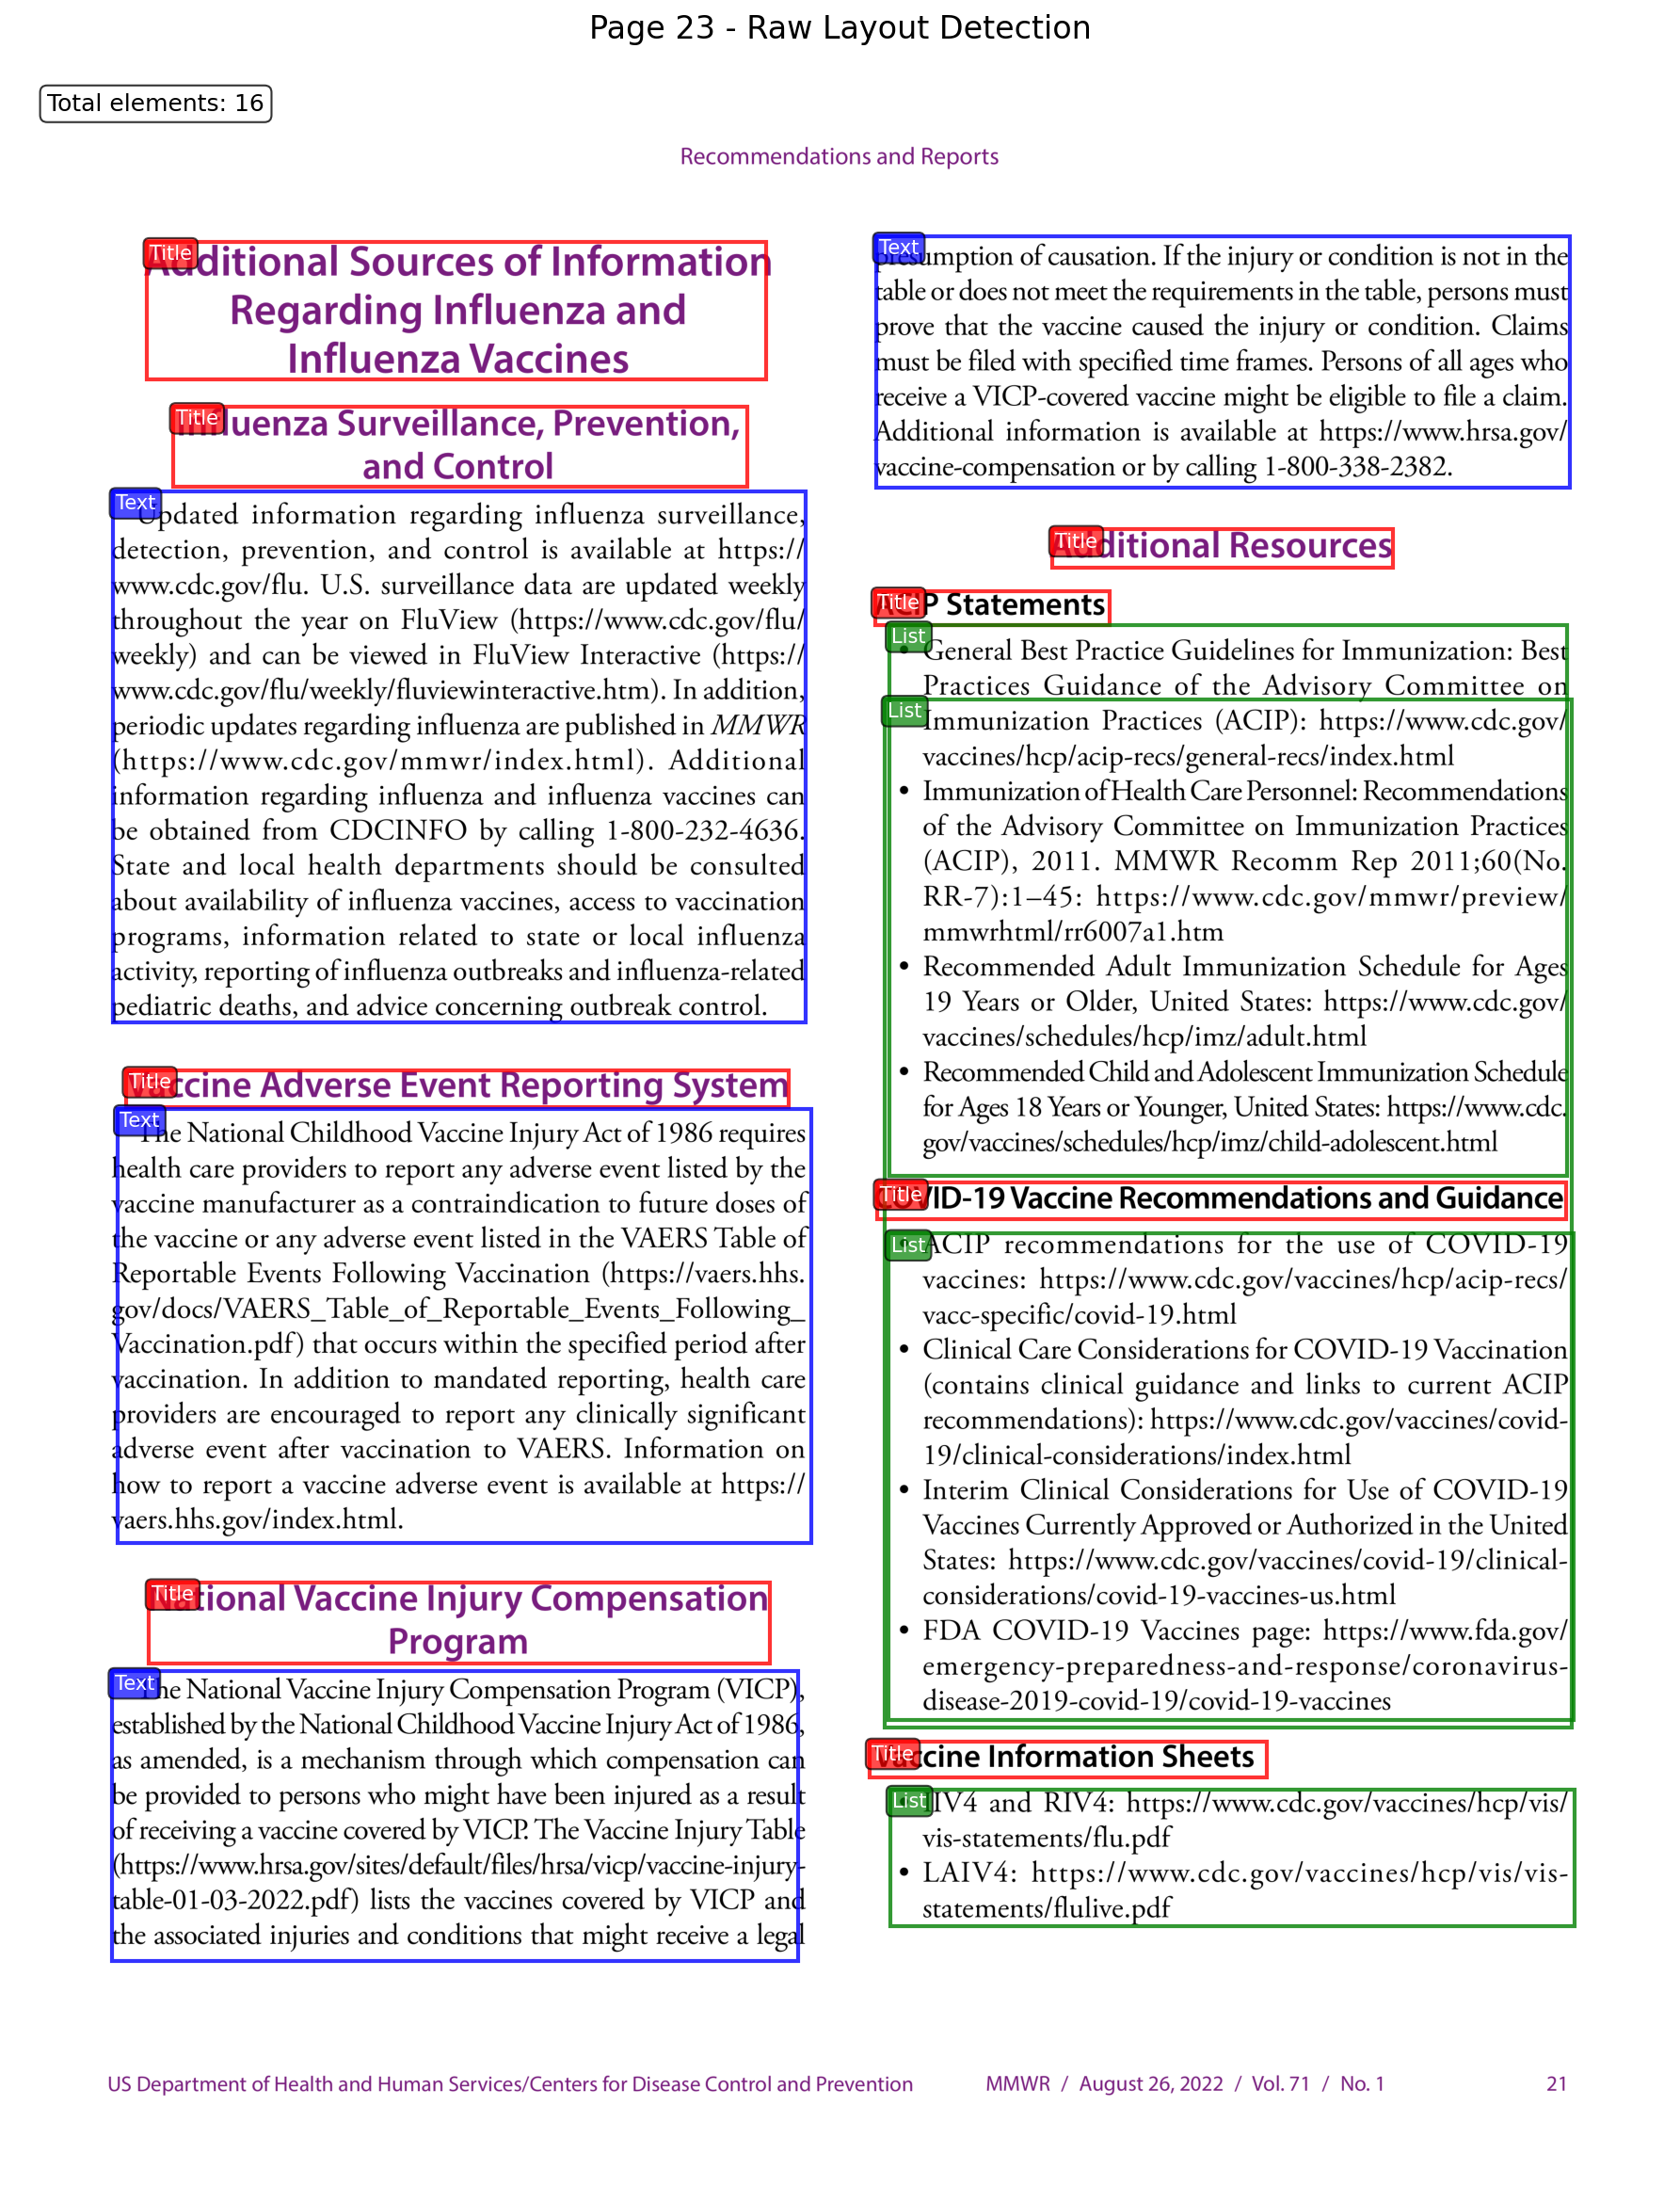 Page 23 - Raw Layout Detection
Total elements: 16
Recommendations and Reports
Title
Additional Sources of Information
Regarding Influenza and
Influenza Vaccines
Title
Influenza Surveillance, Prevention,
and Control
Text
Updated information regarding influenza surveillance,
detection, prevention, and control is available at https://
www.cdc.gov/flu. U.S. surveillance data are updated weekly
throughout the year on FluView (https://www.cdc.gov/flu/
weekly) and can be viewed in FluView Interactive (https://
www.cdc.gov/flu/weekly/fluviewinteractive.htm). In addition,
periodic updates regarding influenza are published in MMWR
(https://www.cdc.gov/mmwr/index.html). Additional
information regarding influenza and influenza vaccines can
be obtained from CDCINFO by calling 1-800-232-4636.
State and local health departments should be consulted
about availability of influenza vaccines, access to vaccination
programs, information related to state or local influenza
activity, reporting of influenza outbreaks and influenza-related
pediatric deaths, and advice concerning outbreak control.
Title
Vaccine Adverse Event Reporting System
Text
The National Childhood Vaccine Injury Act of 1986 requires
health care providers to report any adverse event listed by the
vaccine manufacturer as a contraindication to future doses of
the vaccine or any adverse event listed in the VAERS Table of
Reportable Events Following Vaccination (https://vaers.hhs.
gov/docs/VAERS_Table_of_Reportable_Events_Following_
Vaccination.pdf) that occurs within the specified period after
vaccination. In addition to mandated reporting, health care
providers are encouraged to report any clinically significant
adverse event after vaccination to VAERS. Information on
how to report a vaccine adverse event is available at https://
vaers.hhs.gov/index.html.
Title
National Vaccine Injury Compensation
Program
Text
The National Vaccine Injury Compensation Program (VICP),
established by the National Childhood Vaccine Injury Act of 1986,
as amended, is a mechanism through which compensation can
be provided to persons who might have been injured as a result
of receiving a vaccine covered by VICP. The Vaccine Injury Table
(https://www.hrsa.gov/sites/default/files/hrsa/vicp/vaccine-injury-
table-01-03-2022.pdf) lists the vaccines covered by VICP and
the associated injuries and conditions that might receive a legal
Text
presumption of causation. If the injury or condition is not in the
table or does not meet the requirements in the table, persons must
prove that the vaccine caused the injury or condition. Claims
must be filed with specified time frames. Persons of all ages who
receive a VICP-covered vaccine might be eligible to file a claim.
Additional information is available at https://www.hrsa.gov/
vaccine-compensation or by calling 1-800-338-2382.
Title
Additional Resources
Title
ACIP Statements
List
• General Best Practice Guidelines for Immunization: Best
Practices Guidance of the Advisory Committee on
List
Immunization Practices (ACIP): https://www.cdc.gov/
vaccines/hcp/acip-recs/general-recs/index.html
• Immunization of Health Care Personnel: Recommendations
of the Advisory Committee on Immunization Practices
(ACIP), 2011. MMWR Recomm Rep 2011;60(No.
RR-7):1–45: https://www.cdc.gov/mmwr/preview/
mmwrhtml/rr6007a1.htm
• Recommended Adult Immunization Schedule for Ages
19 Years or Older, United States: https://www.cdc.gov/
vaccines/schedules/hcp/imz/adult.html
• Recommended Child and Adolescent Immunization Schedule
for Ages 18 Years or Younger, United States: https://www.cdc.
gov/vaccines/schedules/hcp/imz/child-adolescent.html
Title
COVID-19 Vaccine Recommendations and Guidance
List
• ACIP recommendations for the use of COVID-19
vaccines: https://www.cdc.gov/vaccines/hcp/acip-recs/
vacc-specific/covid-19.html
• Clinical Care Considerations for COVID-19 Vaccination
(contains clinical guidance and links to current ACIP
recommendations): https://www.cdc.gov/vaccines/covid-
19/clinical-considerations/index.html
• Interim Clinical Considerations for Use of COVID-19
Vaccines Currently Approved or Authorized in the United
States: https://www.cdc.gov/vaccines/covid-19/clinical-
considerations/covid-19-vaccines-us.html
• FDA COVID-19 Vaccines page: https://www.fda.gov/
emergency-preparedness-and-response/coronavirus-
disease-2019-covid-19/covid-19-vaccines
Title
Vaccine Information Sheets
List
• IIV4 and RIV4: https://www.cdc.gov/vaccines/hcp/vis/
vis-statements/flu.pdf
• LAIV4: https://www.cdc.gov/vaccines/hcp/vis/vis-
statements/flulive.pdf
US Department of Health and Human Services/Centers for Disease Control and Prevention MMWR / August 26, 2022 / Vol. 71 / No. 1 21